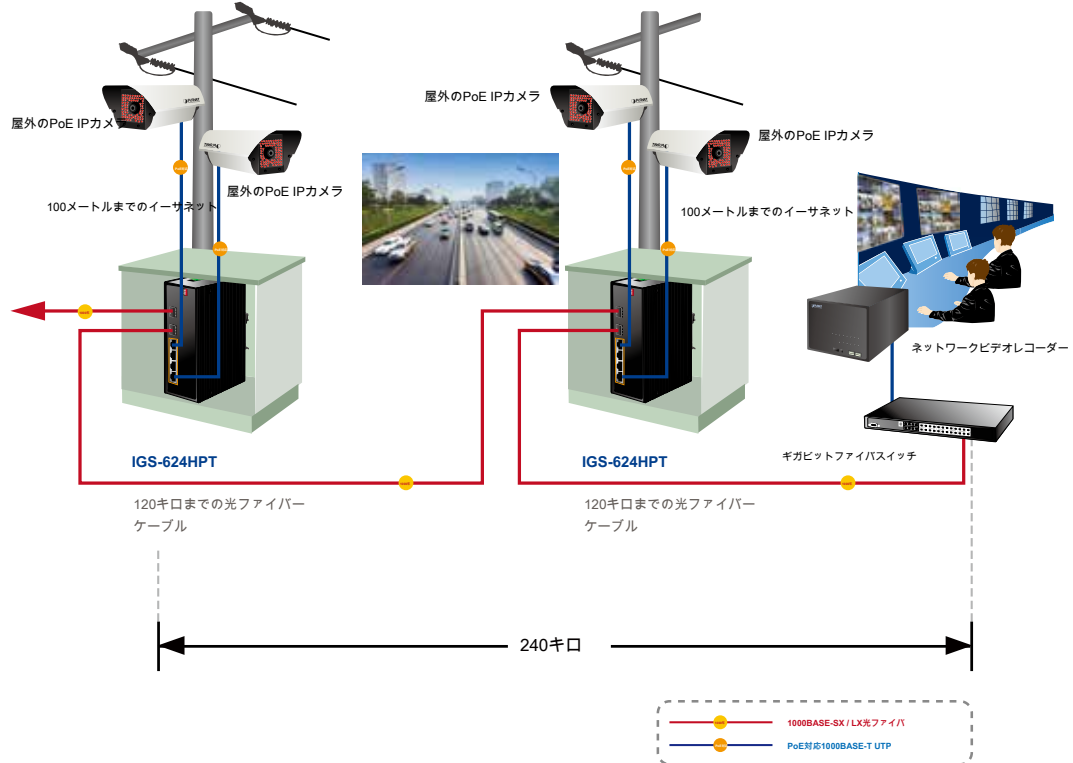 屋外のPoE IPカメラ
屋外のPoE IPカメラ
屋外のPoE IPカメラ
屋外のPoE IPカメラ
100メートルまでのイーサネット
100メートルまでのイーサネット
ネットワークビデオレコーダー
ギガビットファイバスイッチ
IGS-624HPT
IGS-624HPT
120キロまでの光ファイバー
ケーブル
120キロまでの光ファイバー
ケーブル
240キロ
1000BASE-SX / LX光ファイバ
PoE対応1000BASE-T UTP